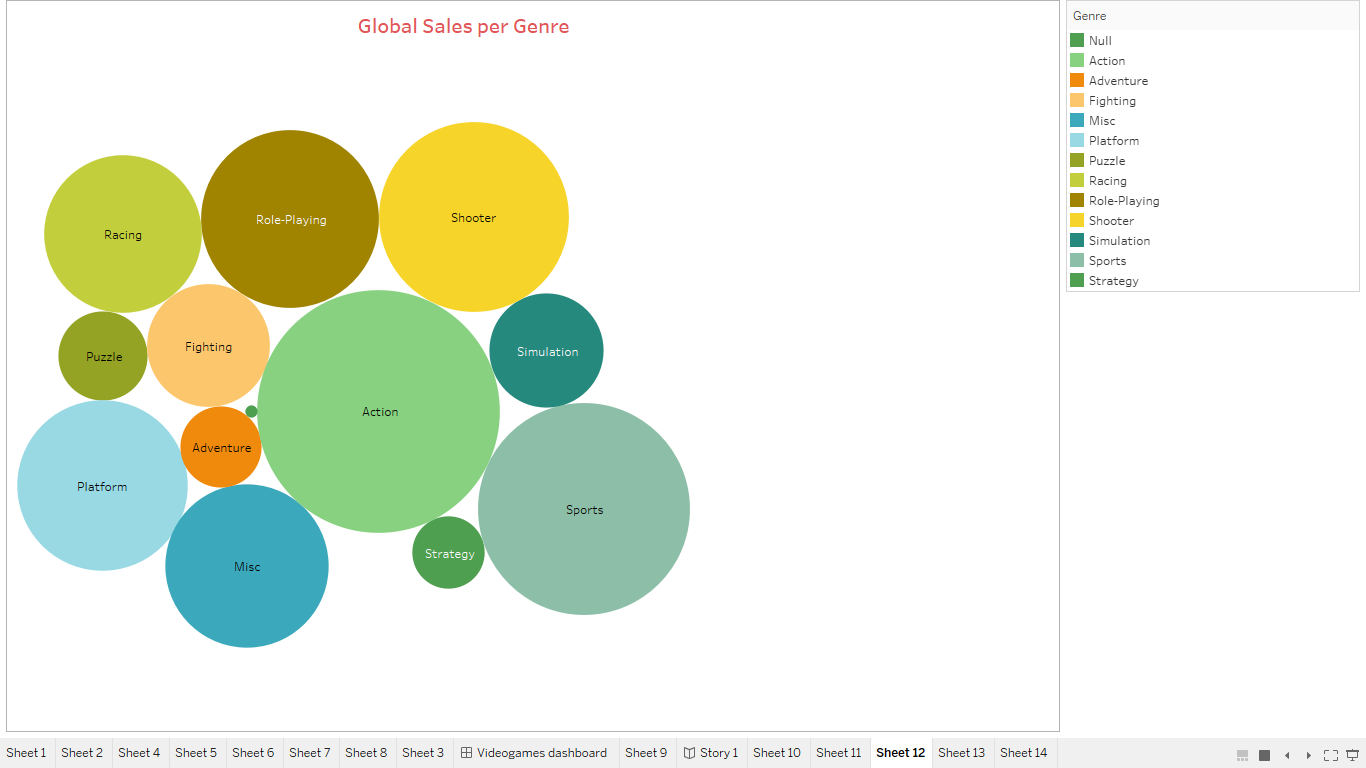 Global Sales per Genre
Racing
Role-Playing
Shooter
Puzzle
Fighting
Simulation
Action
Adventure
Platform
Sports
Strategy
Misc
Genre
Null
Action
Adventure
Fighting
Misc
Platform
Puzzle
Racing
Role-Playing
Shooter
Simulation
Sports
Strategy
Sheet 1 Sheet 2 Sheet 4 Sheet 5 Sheet 6 Sheet 7 Sheet 8 Sheet 3 Videogames dashboard Sheet 9 Story 1 Sheet 10 Sheet 11 Sheet 12 Sheet 13 Sheet 14